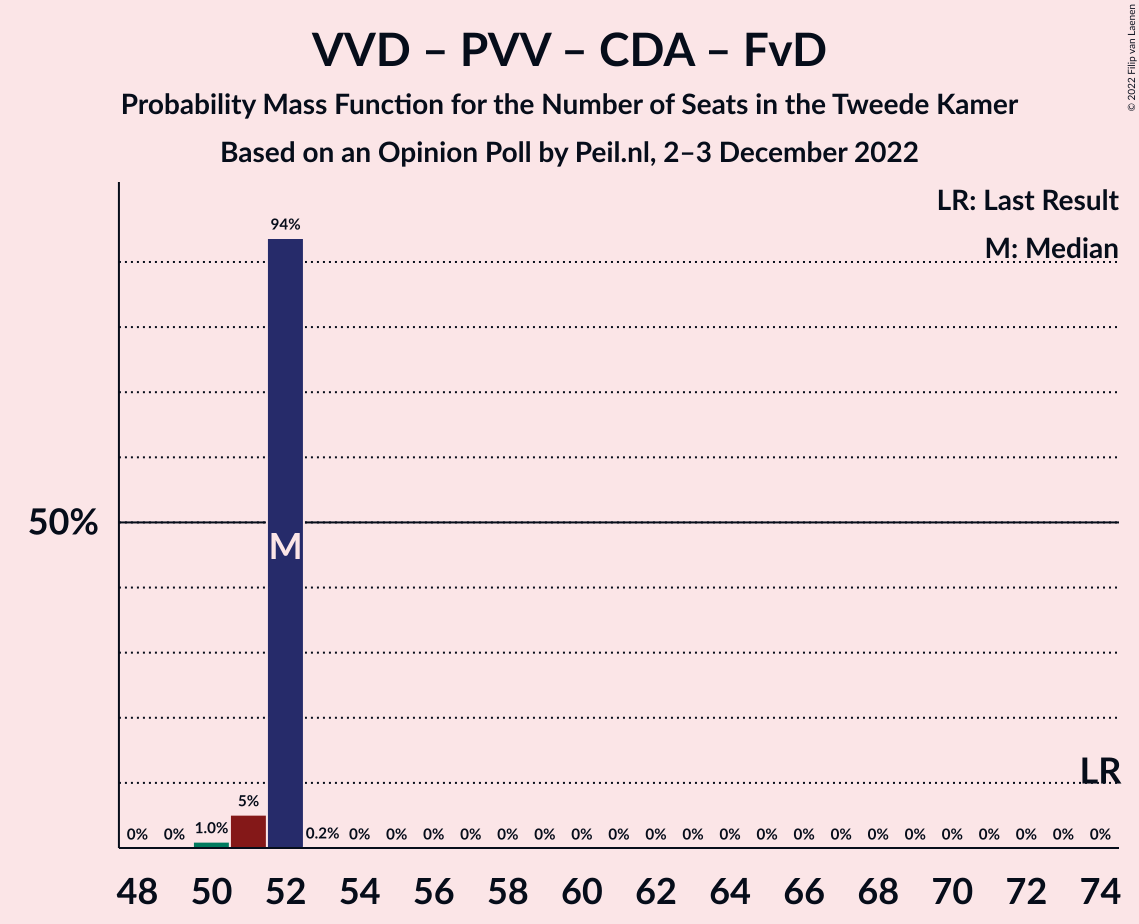 VVD – PVV – CDA – FvD
Probability Mass Function for the Number of Seats in the Tweede Kamer
Based on an Opinion Poll by Peil.nl, 2–3 December 2022
© 2022 Filip van Laenen
LR: Last Result
M: Median
94%
50%
M
LR
5%
0% 0% 1.0% 0.2% 0% 0% 0% 0% 0% 0% 0% 0% 0% 0% 0% 0% 0% 0% 0% 0% 0% 0% 0% 0% 0%
48 50 52 54 56 58 60 62 64 66 68 70 72 74